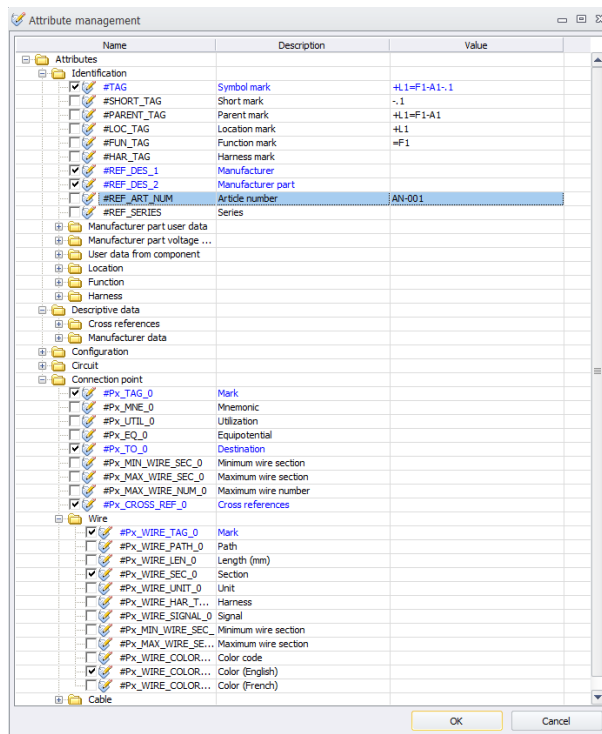 Attribute management
Name Description Value
Attributes
Identification
#TAG Symbol mark +L1=F1-A1-.1
#SHORT_TAG Short mark -.1
#PARENT_TAG Parent mark +L1=F1-A1
#LOC_TAG Location mark +L1
#FUN_TAG Function mark =F1
#HAR_TAG Harness mark
#REF_DES_1 Manufacturer
#REF_DES_2 Manufacturer part
#REF_ART_NUM Article number AN-001
#REF_SERIES Series
Manufacturer part user data
Manufacturer part voltage ...
User data from component
Location
Function
Harness
Descriptive data
Cross references
Manufacturer data
Configuration
Circuit
Connection point
#Px_TAG_0 Mark
#Px_MNE_0 Mnemonic
#Px_UTIL_0 Utilization
#Px_EQ_0 Equipotential
#Px_TO_0 Destination
#Px_MIN_WIRE_SEC_0 Minimum wire section
#Px_MAX_WIRE_SEC_0 Maximum wire section
#Px_MAX_WIRE_NUM_0 Maximum wire number
#Px_CROSS_REF_0 Cross references
Wire
#Px_WIRE_TAG_0 Mark
#Px_WIRE_PATH_0 Path
#Px_WIRE_LEN_0 Length (mm)
#Px_WIRE_SEC_0 Section
#Px_WIRE_UNIT_0 Unit
#Px_WIRE_HAR_T... Harness
#Px_WIRE_SIGNAL_0 Signal
#Px_MIN_WIRE_SEC_ Minimum wire section
#Px_MAX_WIRE_SE... Maximum wire section
#Px_WIRE_COLOR... Color code
#Px_WIRE_COLOR... Color (English)
#Px_WIRE_COLOR... Color (French)
Cable
OK Cancel